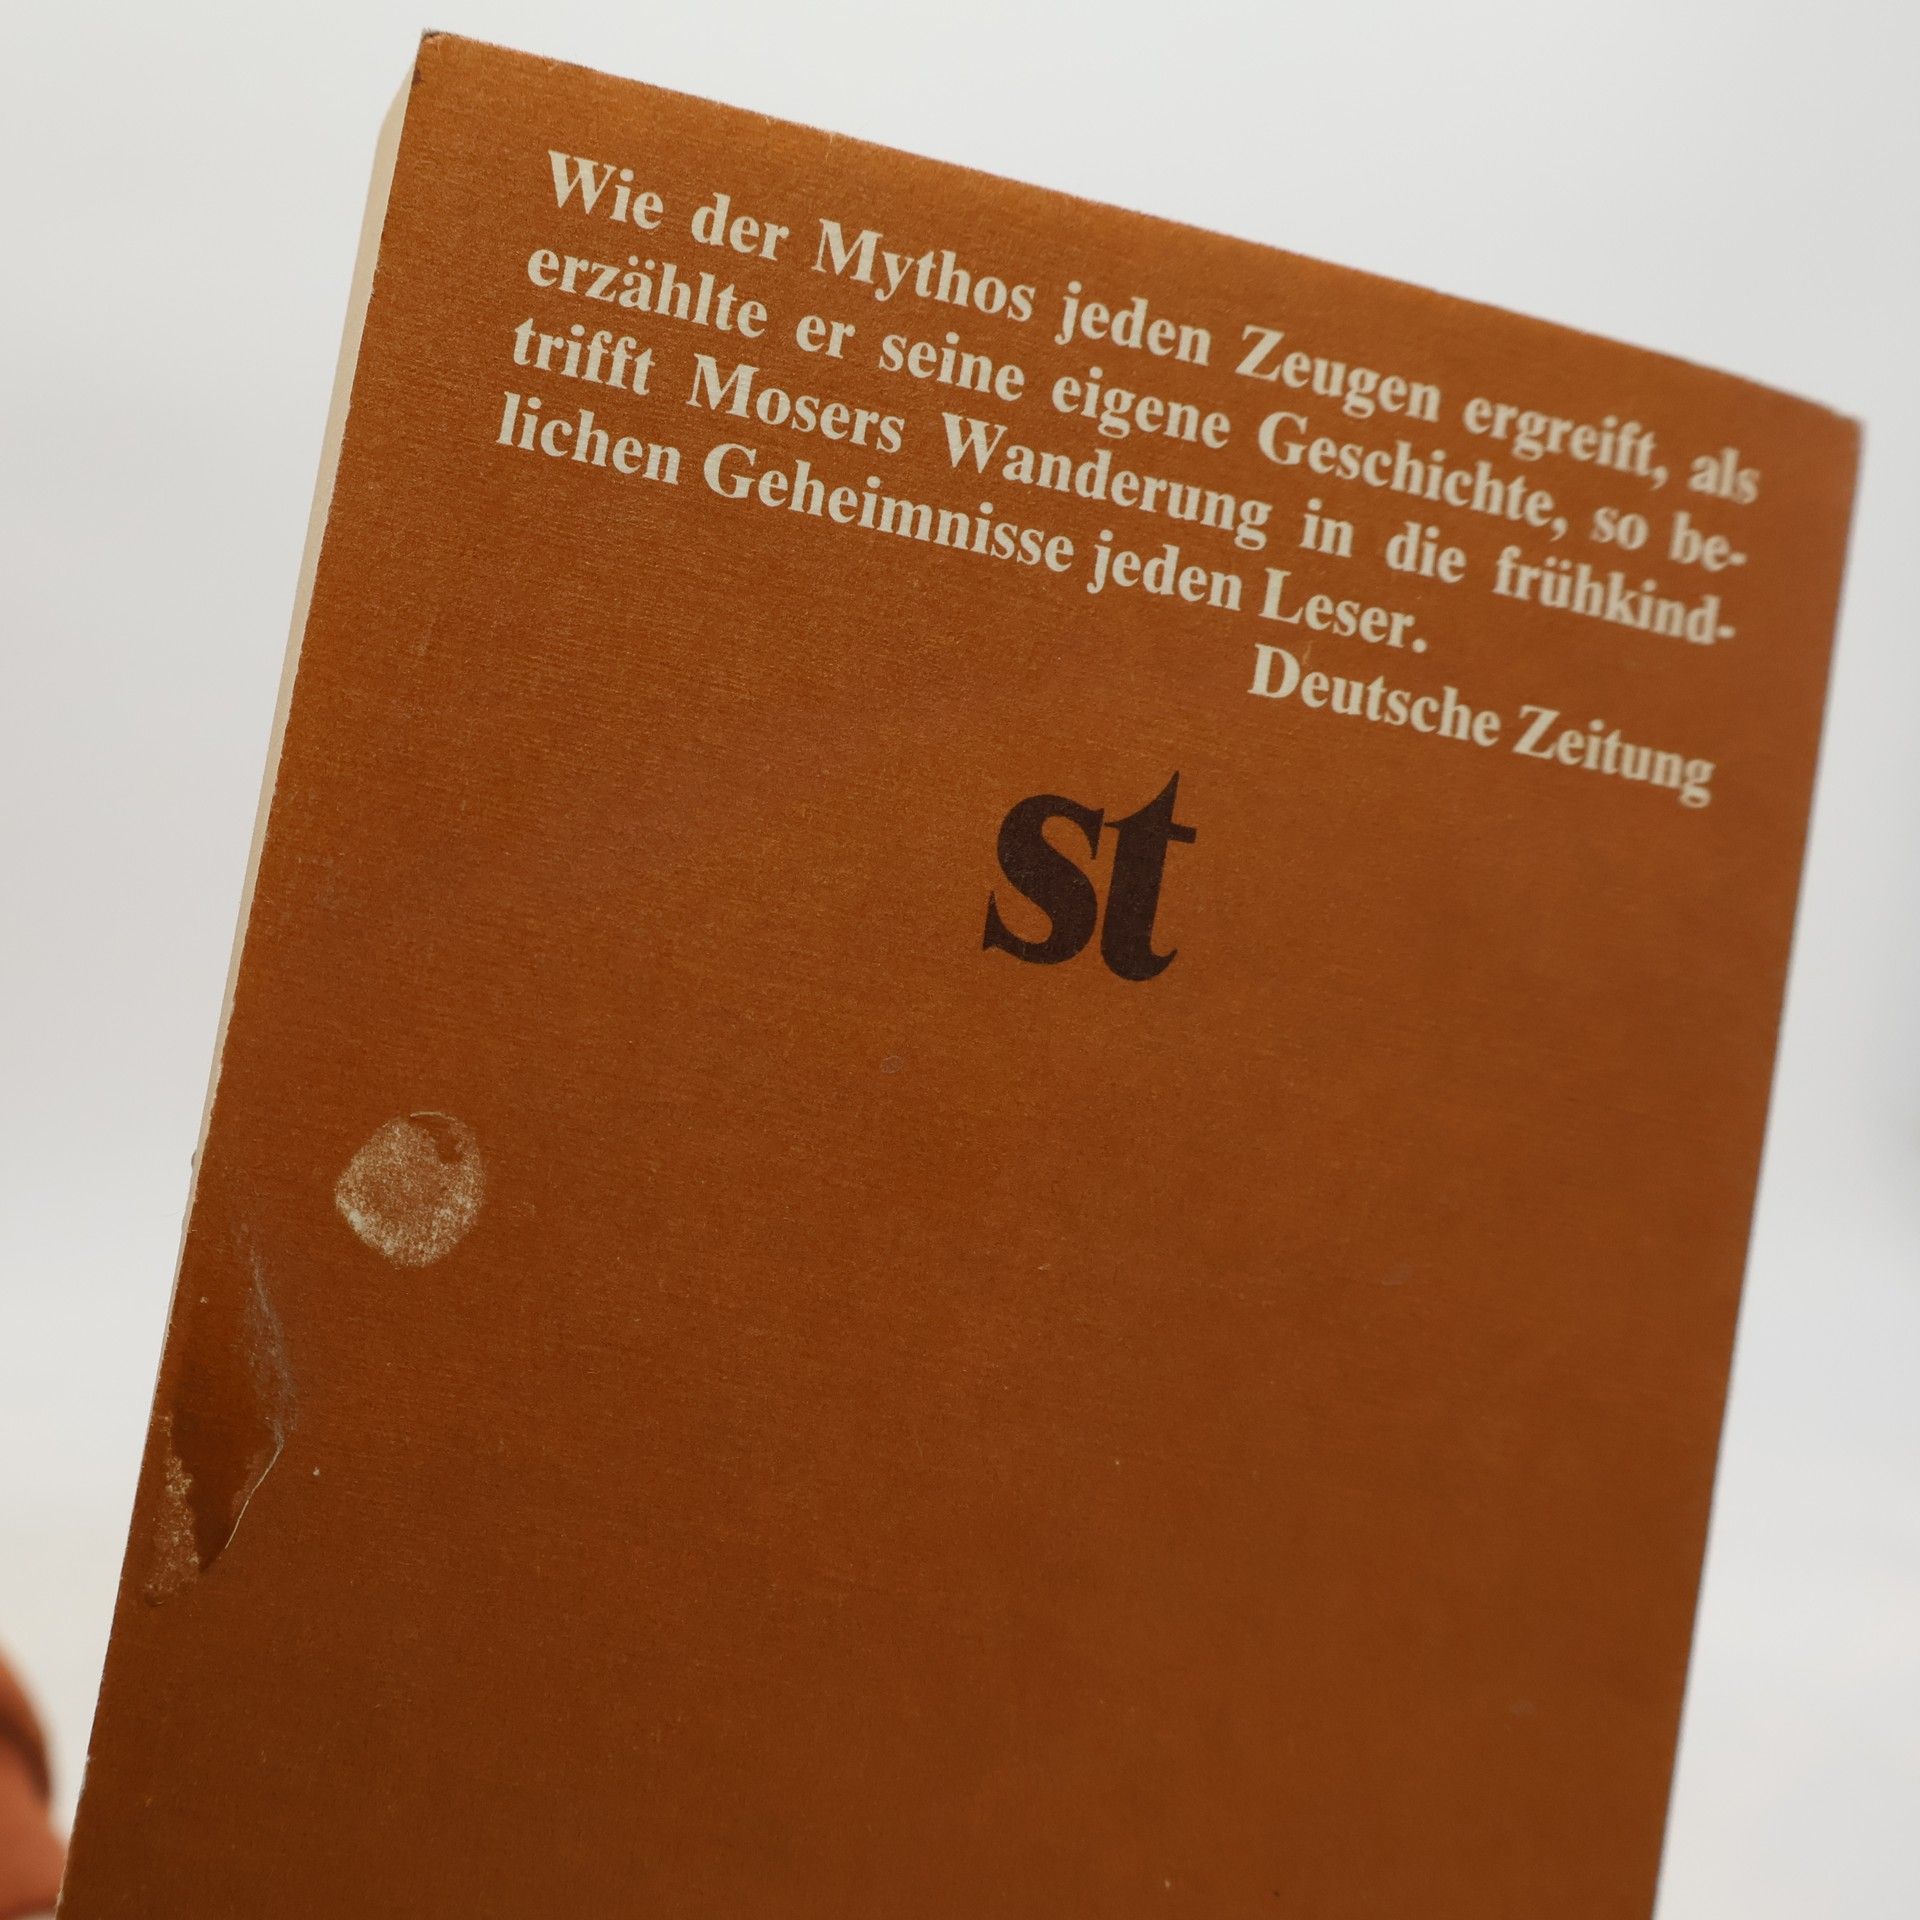 Wie der Mythos jeden Zeugen ergreift, als
erzählte er seine eigene Geschichte, so be-
trifft Mosers Wanderung in die frühkind-
lichen Geheimnisse jeden Leser.
Deutsche Zeitung
st